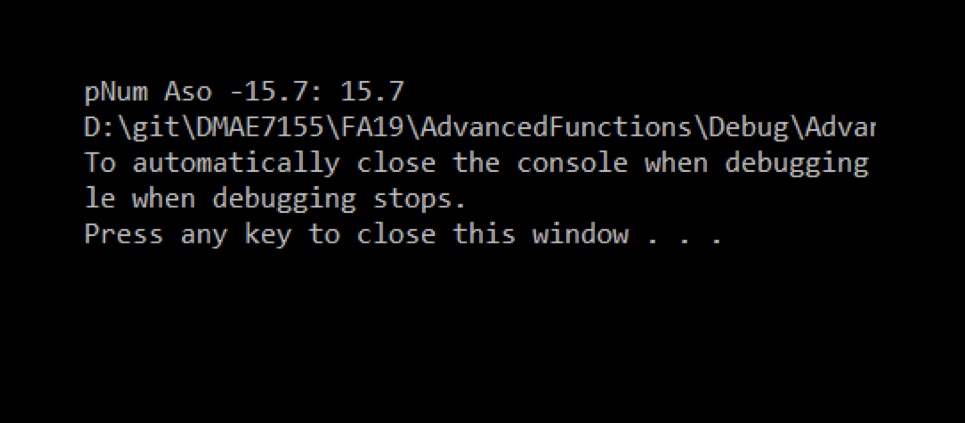 pNum Aso -15.7: 15.7
D:\git\DMAE7155\FA19\AdvancedFunctions\Debug\Advar
To automatically close the console when debugging
le when debugging stops.
Press any key to close this window . . .